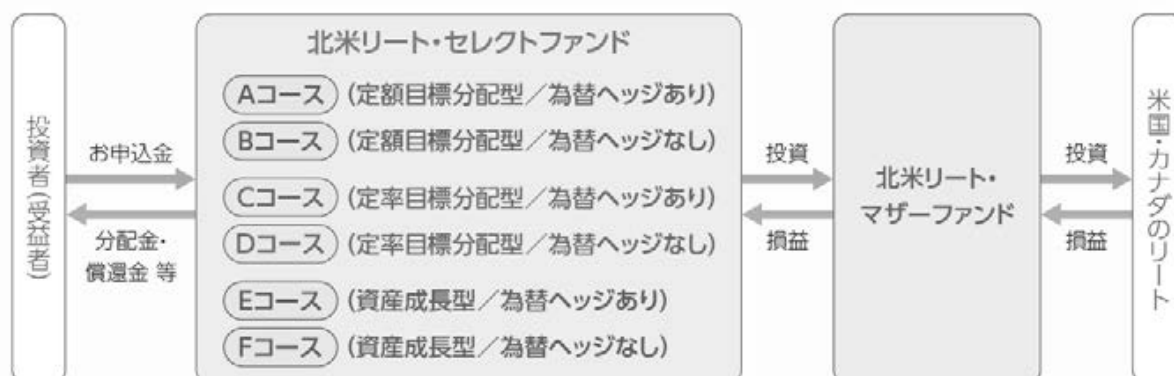 投資者(受益者)
お申込金
分配金・
償還金 等
北米リート・セレクトファンド
Aコース (定額目標分配型／為替ヘッジあり)
Bコース (定額目標分配型／為替ヘッジなし)
Cコース (定率目標分配型／為替ヘッジあり)
Dコース (定率目標分配型／為替ヘッジなし)
Eコース (資産成長型／為替ヘッジあり)
Fコース (資産成長型／為替ヘッジなし)
投資
損益
北米リート・
マザーファンド
投資
損益
米国・カナダのリート